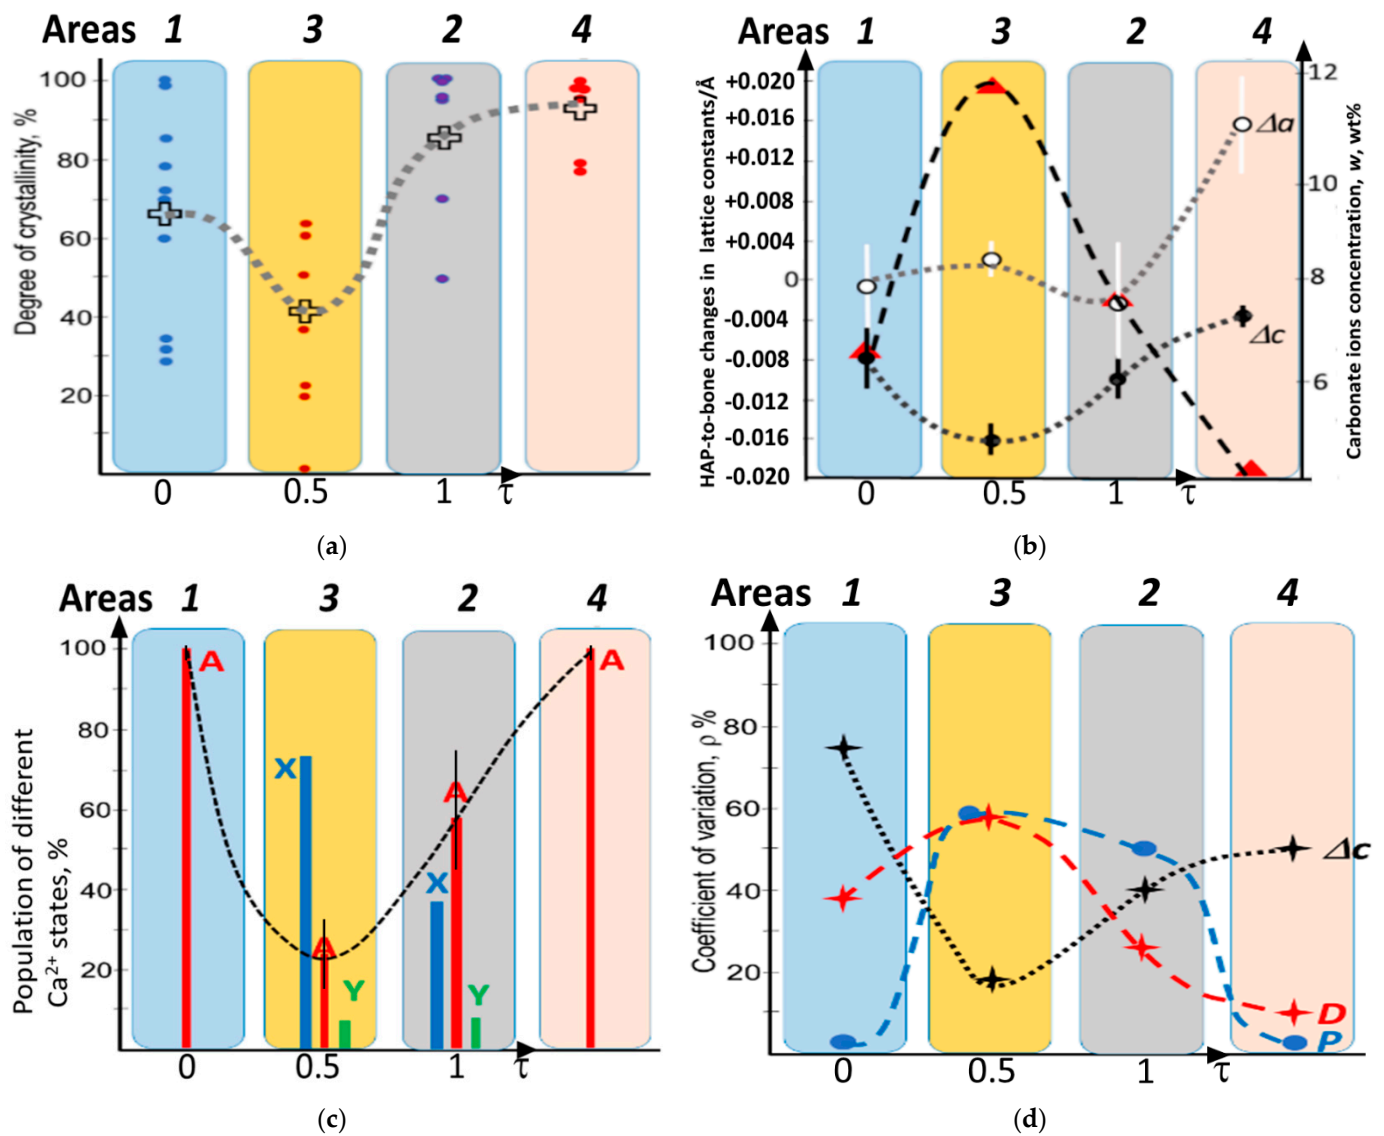 Areas 1 3 2 4
Degree of crystallinity, %
100
80
60
40
20
0 0.5 1 τ
(a)
Areas 1 3 2 4
HAP-to-bone changes in lattice constants/Å
+0.020
+0.016
+0.012
+0.008
+0.004
0
-0.004
-0.008
-0.012
-0.016
-0.020
12
10
8
6
Carbonate ions concentration, w, wt%
Δa
Δc
0 0.5 1 τ
(b)
Areas 1 3 2 4
Population of different
Ca²⁺ states, %
100
80
60
40
20
A
X
A
Y
X
A
Y
A
0 0.5 1 τ
(c)
Areas 1 3 2 4
Coefficient of variation, ρ %
100
80
60
40
20
Δc
D
P
0 0.5 1 τ
(d)